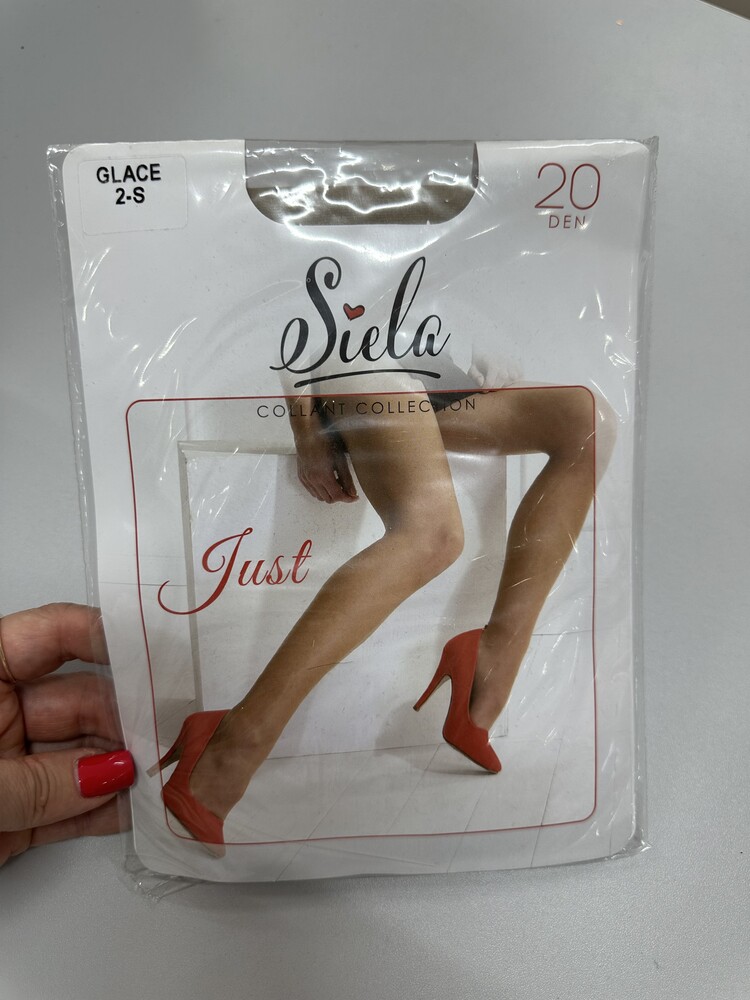 GLACE
2-S
20
DEN
Siela
COLLANT COLLECTION
Just